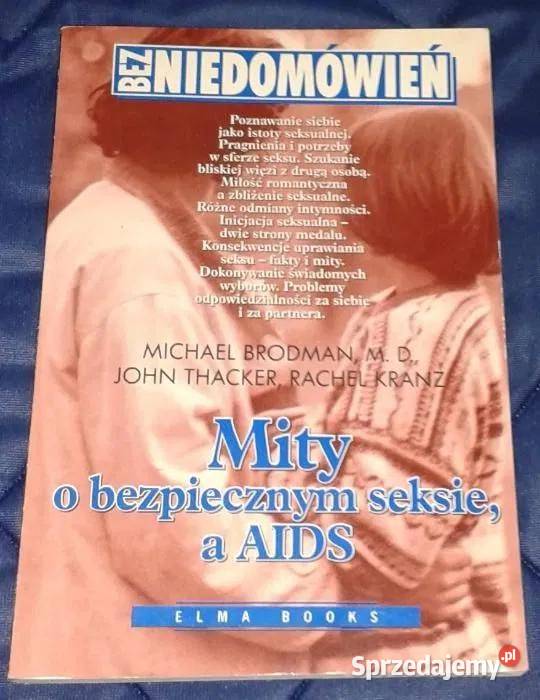 BEZ NIEDOMÓWIEŃ
Poznawanie siebie
jako istoty seksualnej.
Pragnienia i potrzeby
w sferze seksu. Szukanie
bliskiej więzi z drugą osobą.
Miłość romantyczna
a zbliżenie seksualne.
Różne odmiany intymności.
Inicjacja seksualna –
dwie strony medalu.
Konsekwencje uprawiania
seksu – fakty i mity.
Dokonywanie świadomych
wyborów. Problemy
odpowiedzialności za siebie
i za partnera.
MICHAEL BRODMAN, M. D.,
JOHN THACKER, RACHEL KRANZ
Mity
o bezpiecznym seksie,
a AIDS
ELMA BOOKS
Sprzedajemy.pl